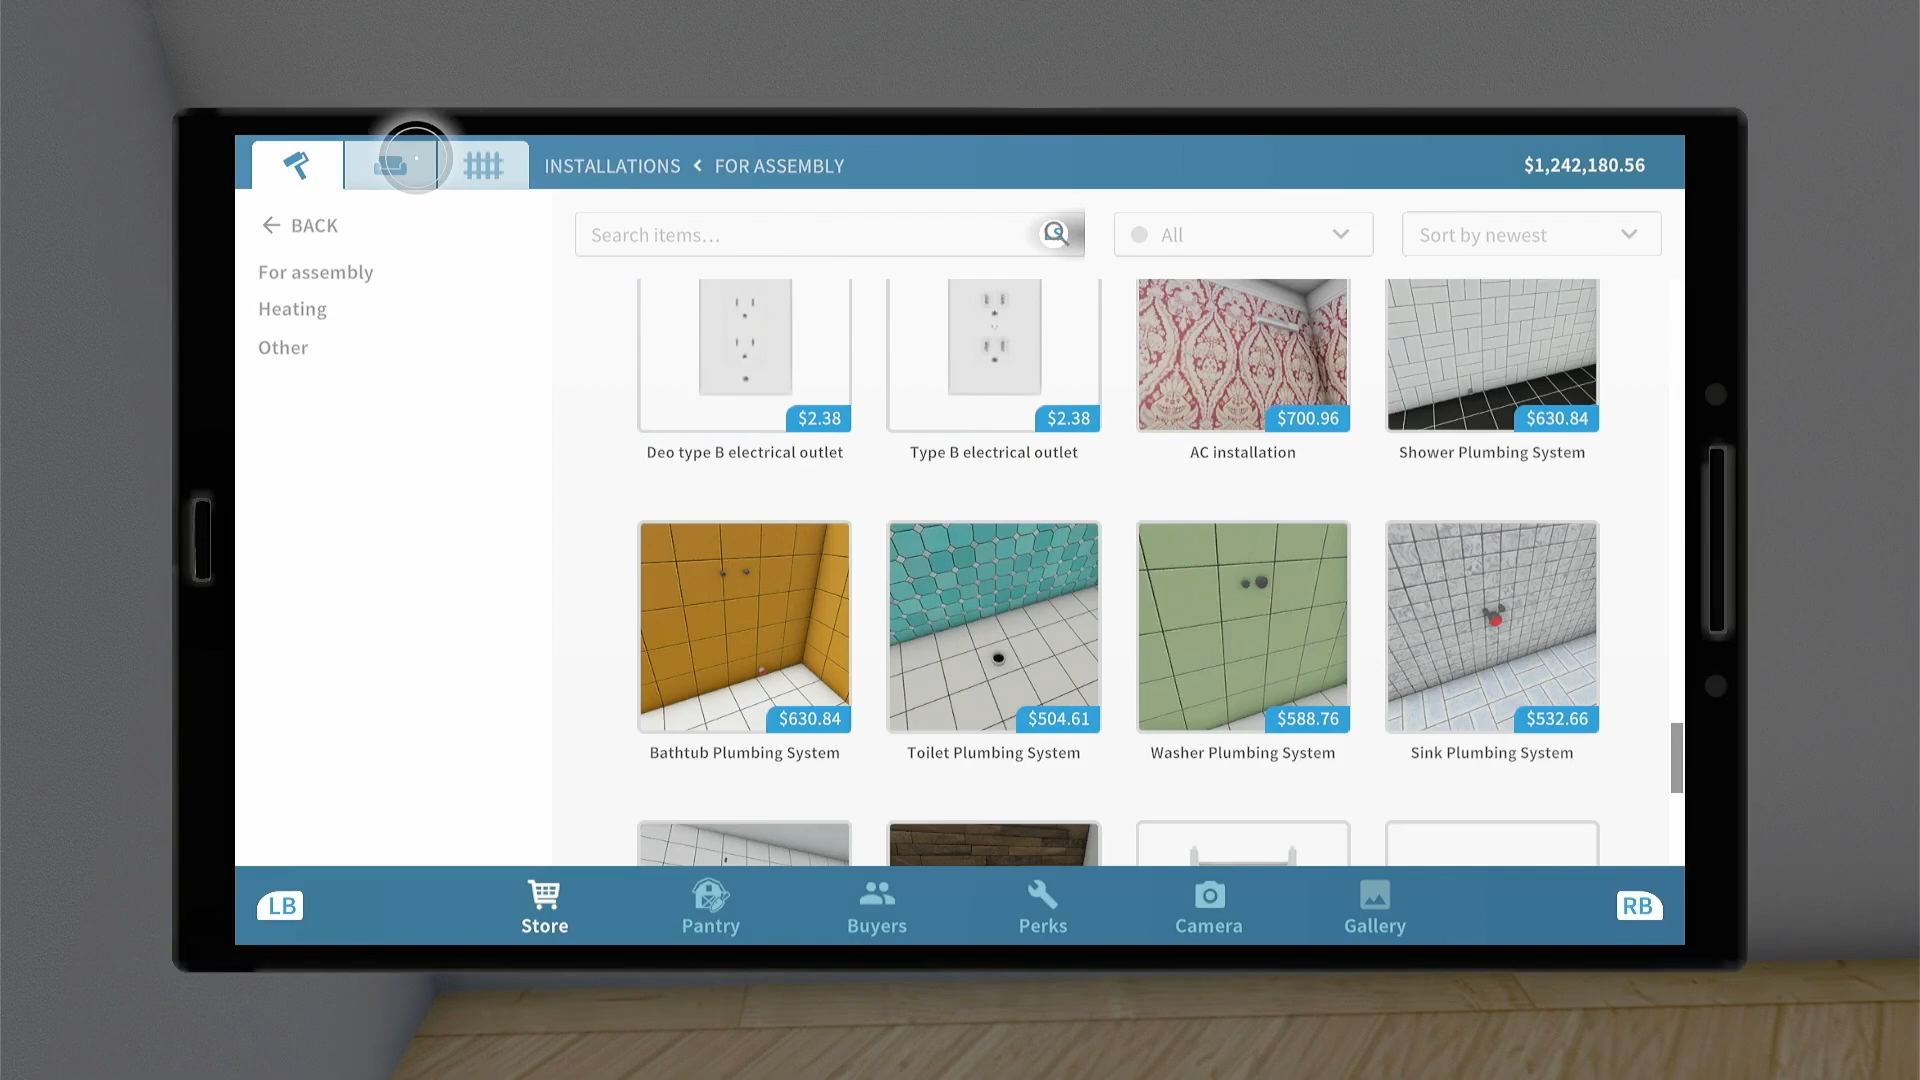 INSTALLATIONS < FOR ASSEMBLY
$1,242,180.56
BACK
For assembly
Heating
Other
Search items...
All
Sort by newest
$2.38
$2.38
$700.96
$630.84
Deo type B electrical outlet
Type B electrical outlet
AC installation
Shower Plumbing System
$630.84
$504.61
$588.76
$532.66
Bathtub Plumbing System
Toilet Plumbing System
Washer Plumbing System
Sink Plumbing System
LB
Store
Pantry
Buyers
Perks
Camera
Gallery
RB